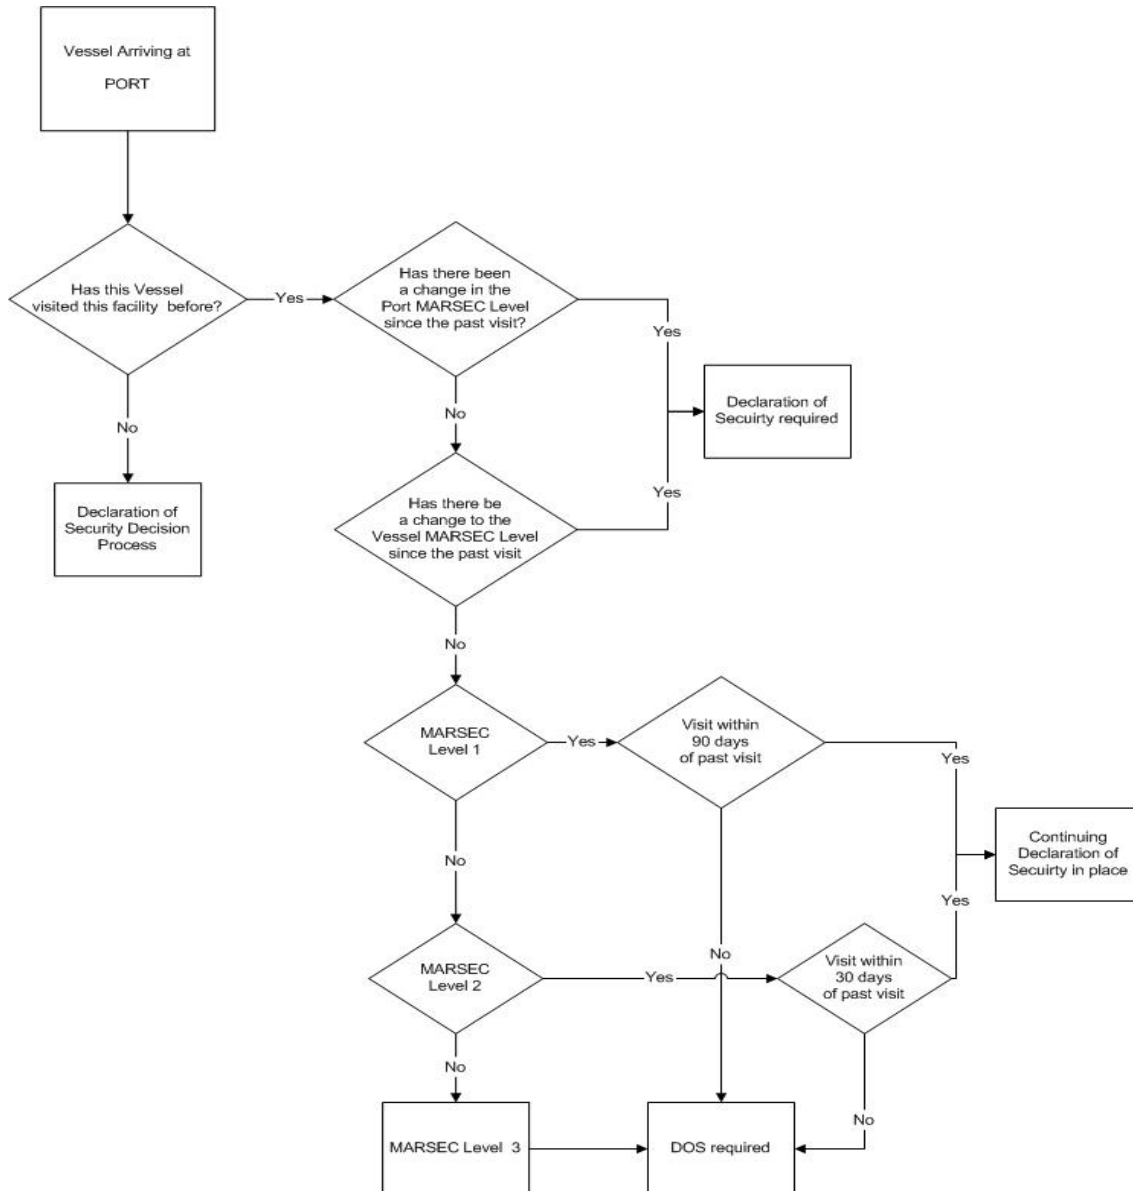 Vessel Arriving at
PORT
Has this Vessel
visited this facility before?
Yes
Has there been
a change in the
Port MARSEC Level
since the past visit?
Yes
No
No
Declaration of
Secuirty required
Declaration of
Security Decision
Process
Has there be
a change to the
Vessel MARSEC Level
since the past visit
Yes
No
MARSEC
Level 1
Yes
Visit within
90 days
of past visit
Yes
No
Continuing
Declaration of
Secuirty in place
Yes
No
MARSEC
Level 2
Yes
Visit within
30 days
of past visit
No
No
MARSEC Level 3
DOS required